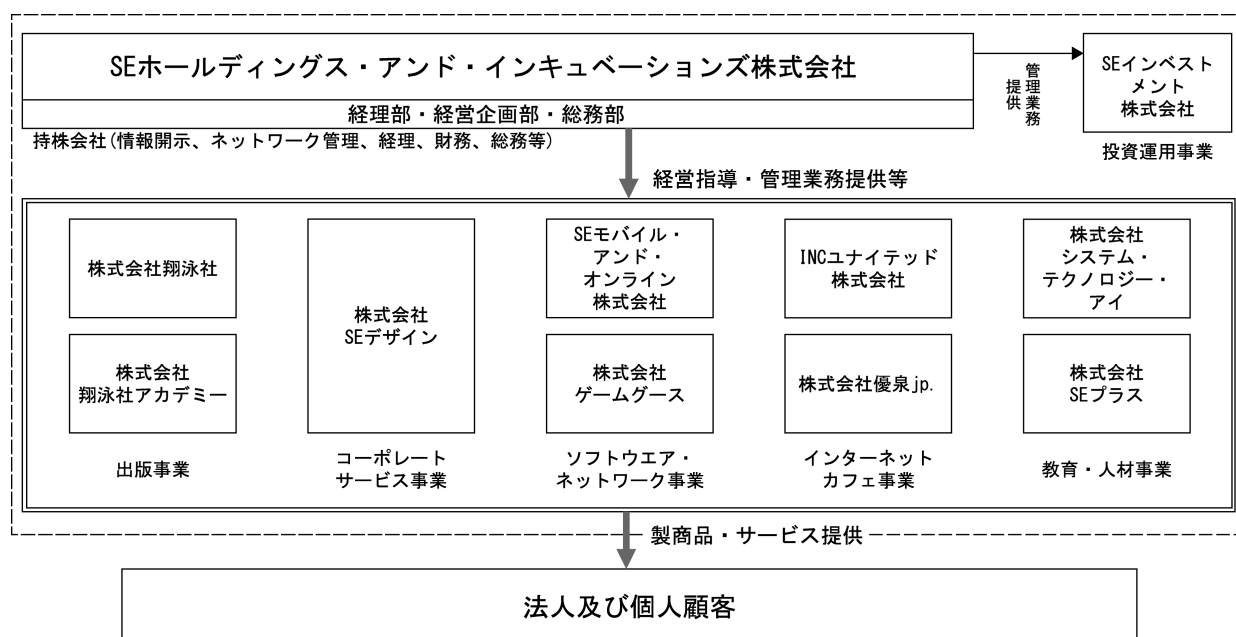 SEホールディングス・アンド・インキュベーションズ株式会社
経理部・経営企画部・総務部
持株会社(情報開示、ネットワーク管理、経理、財務、総務等)
管理業務
提供
SEインベスト
メント
株式会社
投資運用事業
経営指導・管理業務提供等
株式会社翔泳社
株式会社
翔泳社アカデミー
出版事業
株式会社
SEデザイン
コーポレート
サービス事業
SEモバイル・
アンド・
オンライン
株式会社
株式会社
ゲームグース
ソフトウエア・
ネットワーク事業
INCユナイテッド
株式会社
株式会社優泉jp.
インターネット
カフェ事業
株式会社
システム・
テクノロジー・
アイ
株式会社
SEプラス
教育・人材事業
製商品・サービス提供
法人及び個人顧客